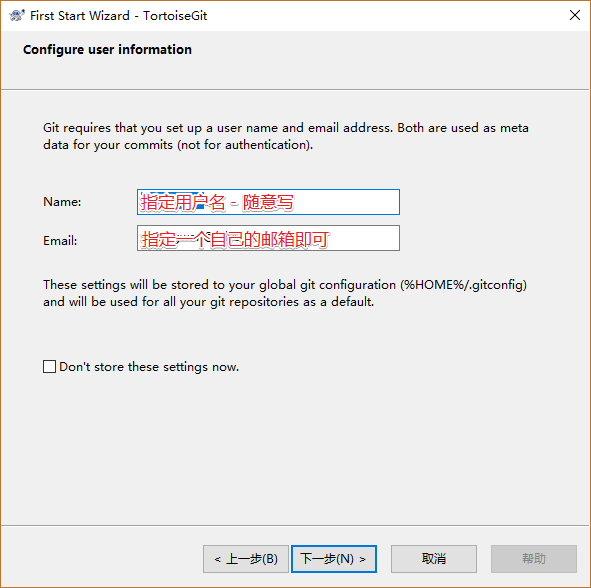 First Start Wizard - TortoiseGit
Configure user information
Git requires that you set up a user name and email address. Both are used as meta
data for your commits (not for authentication).
Name:
指定用户名 - 随意写
Email:
指定一个自己的邮箱即可
These settings will be stored to your global git configuration (%HOME%/.gitconfig)
and will be used for all your git repositories as a default.
Don't store these settings now.
< 上一步(B)
下一步(N) >
取消
帮助